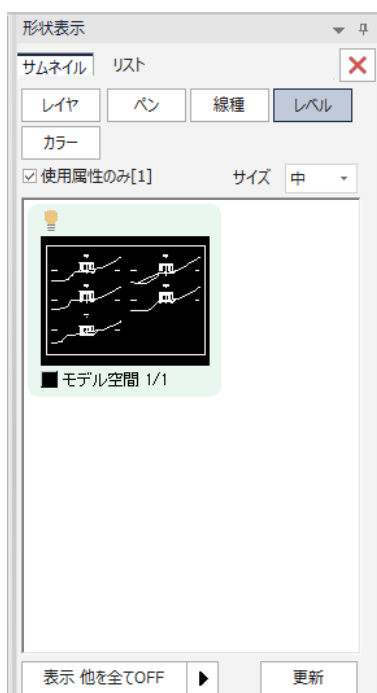 形状表示
サムネイル リスト
レイヤ ペン 線種 レベル
カラー
使用属性のみ[1] サイズ 中
モデル空間 1/1
表示 他を全てOFF 更新